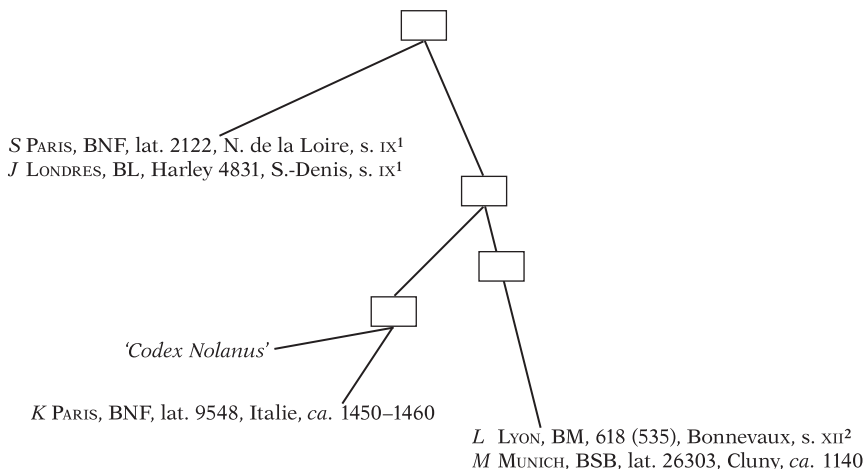 S PARIS, BNF, lat. 2122, N. de la Loire, s. IX¹
J LONDRES, BL, Harley 4831, S.-Denis, s. IX¹
'Codex Nolanus'
K PARIS, BNF, lat. 9548, Italie, ca. 1450–1460
L LYON, BM, 618 (535), Bonnevaux, s. XII²
M MUNICH, BSB, lat. 26303, Cluny, ca. 1140